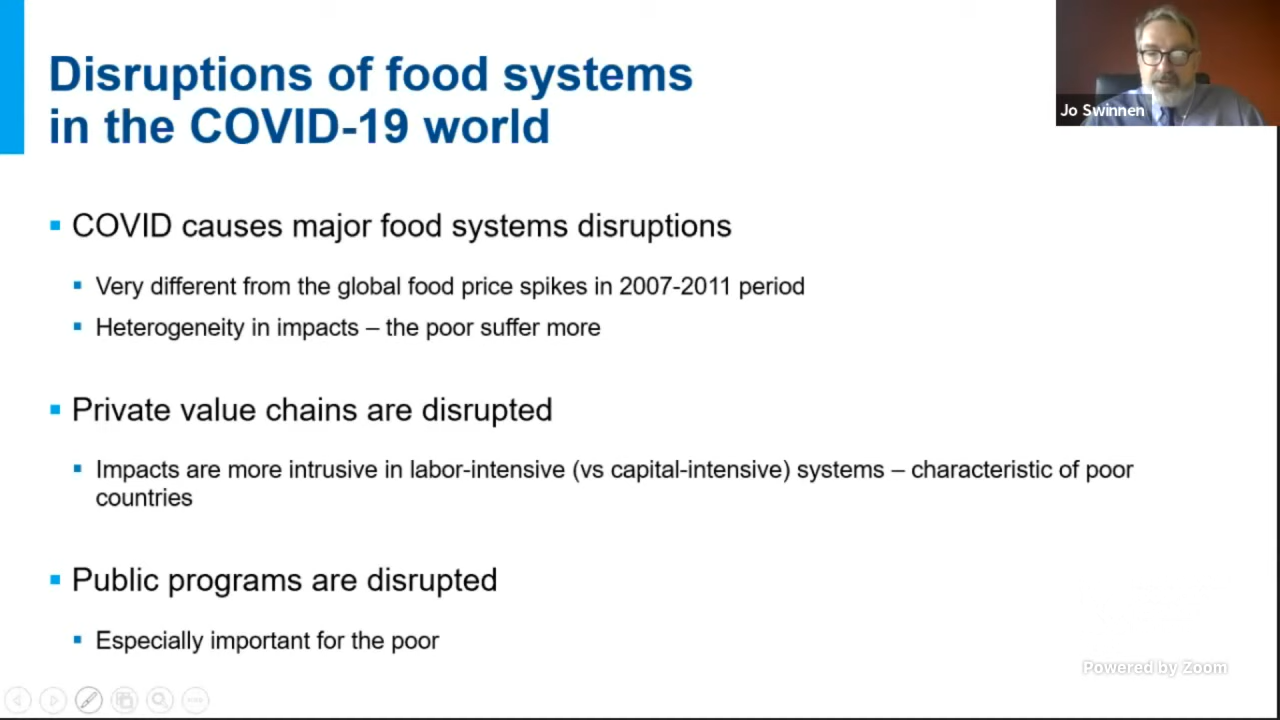 Disruptions of food systems
in the COVID-19 world
Jo Swinnen
▪ COVID causes major food systems disruptions
▪ Very different from the global food price spikes in 2007-2011 period
▪ Heterogeneity in impacts – the poor suffer more
▪ Private value chains are disrupted
▪ Impacts are more intrusive in labor-intensive (vs capital-intensive) systems – characteristic of poor
countries
▪ Public programs are disrupted
▪ Especially important for the poor
Powered by Zoom